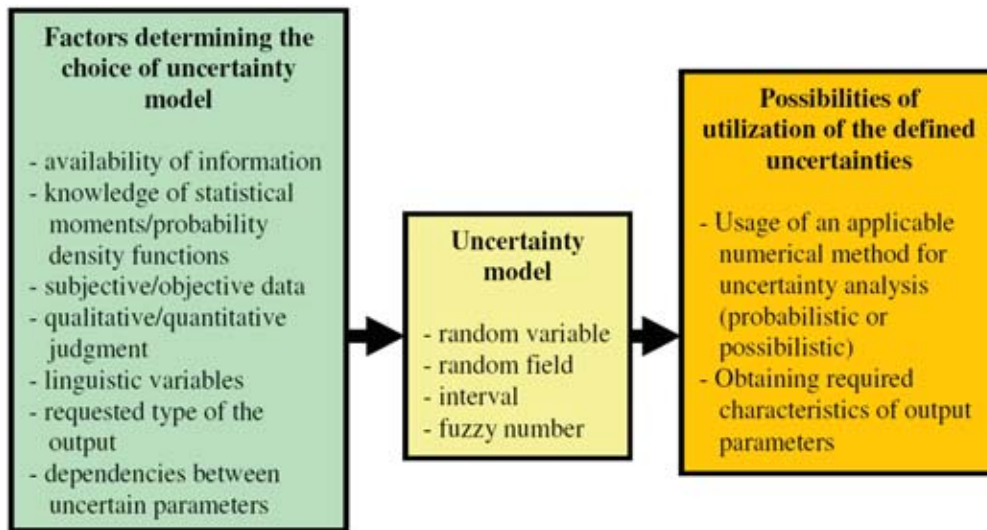 Factors determining the
choice of uncertainty
model
- availability of information
- knowledge of statistical
moments/probability
density functions
- subjective/objective data
- qualitative/quantitative
judgment
- linguistic variables
- requested type of the
output
- dependencies between
uncertain parameters
Uncertainty
model
- random variable
- random field
- interval
- fuzzy number
Possibilities of
utilization of the defined
uncertainties
- Usage of an applicable
numerical method for
uncertainty analysis
(probabilistic or
possibilistic)
- Obtaining required
characteristics of output
parameters